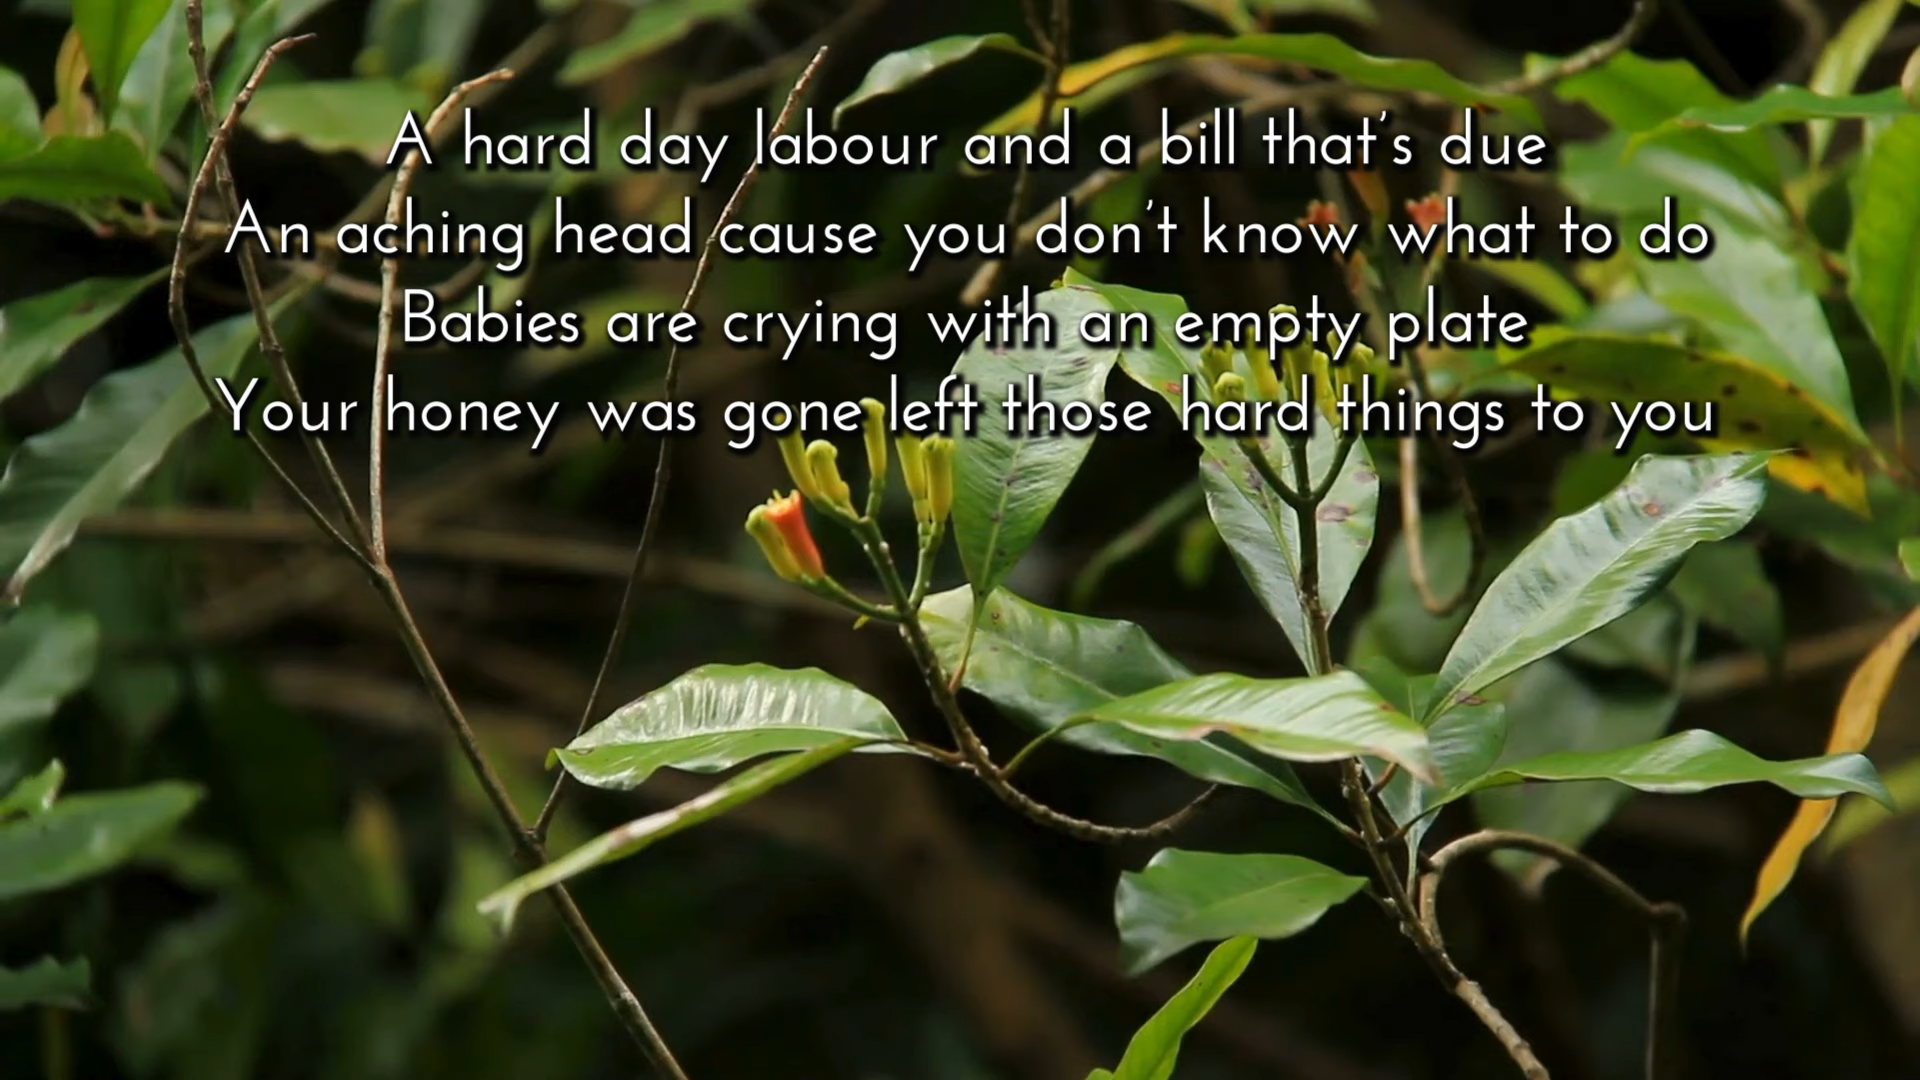 A hard day labour and a bill that's due
An aching head cause you don't know what to do
Babies are crying with an empty plate
Your honey was gone left those hard things to you